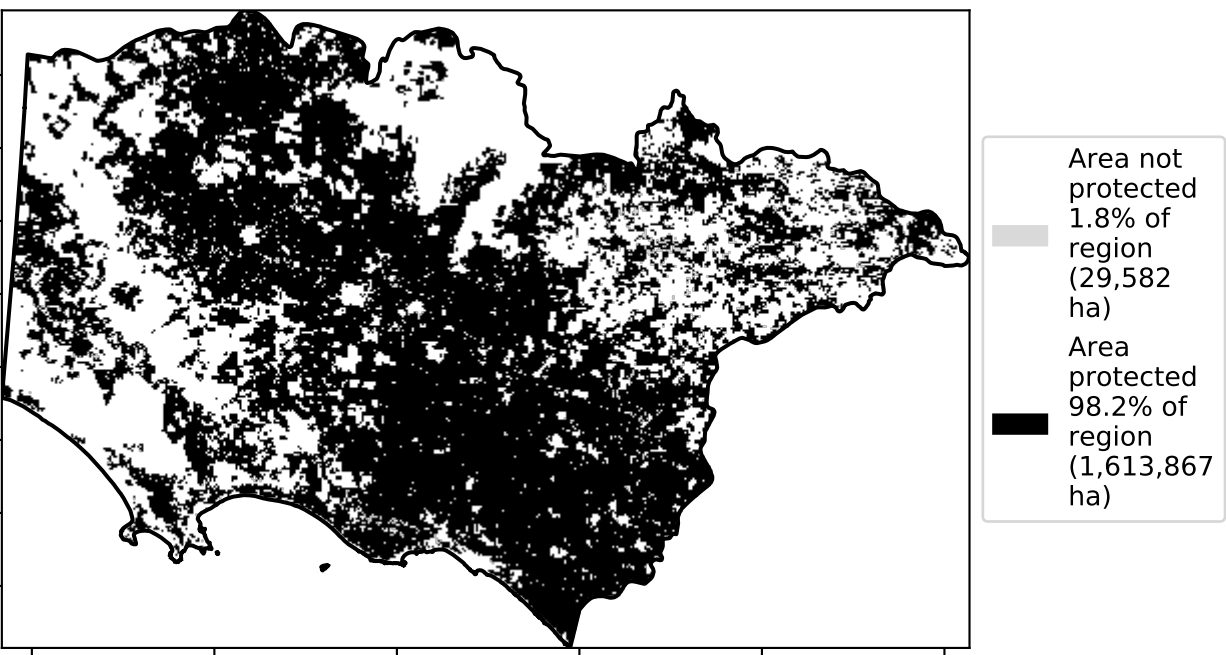 Area not
protected
1.8% of
region
(29,582
ha)
Area
protected
98.2% of
region
(1,613,867
ha)